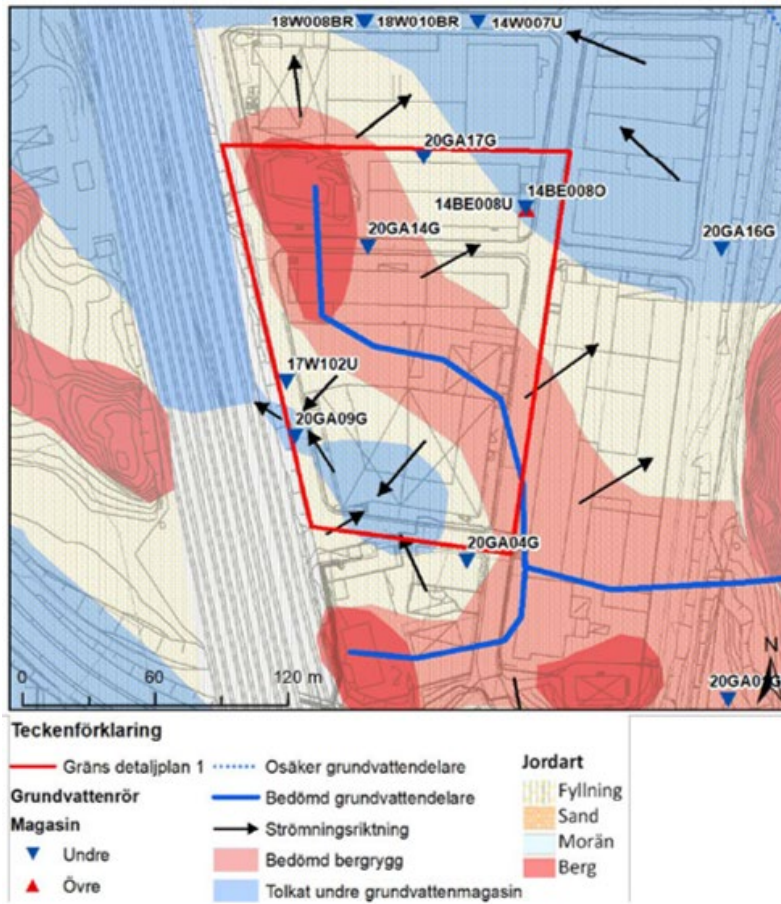 18W008BR 18W010BR 14W007U
20GA17G
14BE008U 14BE008O
20GA14G
20GA16G
17W102U
20GA09G
20GA04G
N
0 60 120 m
Teckenförklaring
Gräns detaljplan 1
Grundvattenrör
Magasin
Undre
Övre
Osäker grundvattendelare
Bedömd grundvattendelare
Strömningsriktning
Bedömd bergrygg
Tolkat undre grundvattenmagasin
Jordart
Fyllning
Sand
Morän
Berg